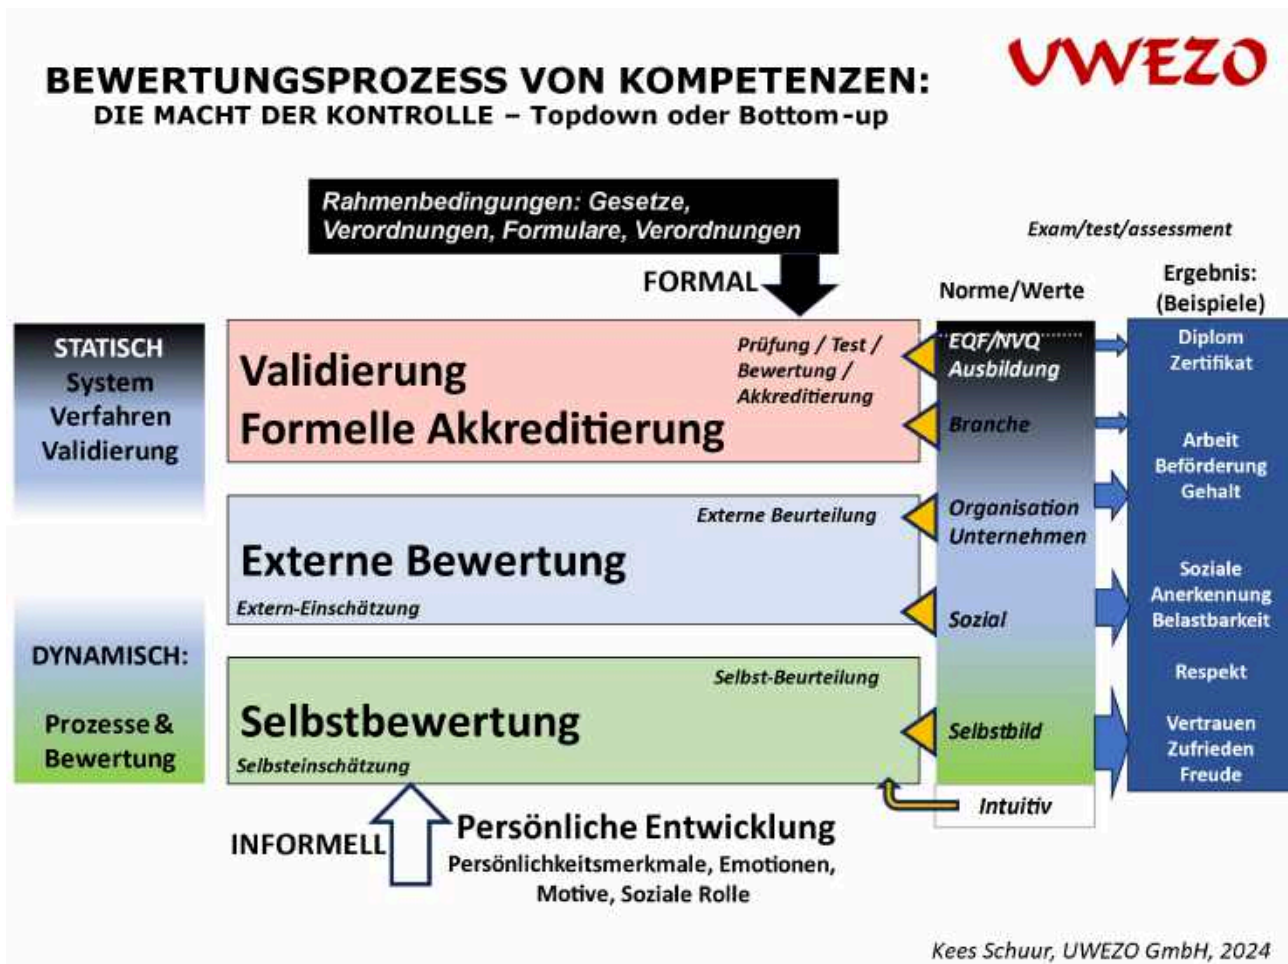 UWEZO
BEWERTUNGSPROZESS VON KOMPETENZEN:
DIE MACHT DER KONTROLLE – Topdown oder Bottom-up
Rahmenbedingungen: Gesetze,
Verordnungen, Formulare, Verordnungen
FORMAL
Exam/test/assessment
Norme/Werte
Ergebnis:
(Beispiele)
STATISCH
System
Verfahren
Validierung
Validierung
Formelle Akkreditierung
Prüfung / Test /
Bewertung /
Akkreditierung
EQF/NVQ
Ausbildung
Branche
Diplom
Zertifikat
Arbeit
Beförderung
Gehalt
Externe Beurteilung
Externe Bewertung
Extern-Einschätzung
Organisation
Unternehmen
Sozial
Soziale
Anerkennung
Belastbarkeit
DYNAMISCH:
Prozesse &
Bewertung
Selbst-Beurteilung
Selbstbewertung
Selbsteinschätzung
Selbstbild
Intuitiv
Respekt
Vertrauen
Zufrieden
Freude
INFORMELL
Persönliche Entwicklung
Persönlichkeitsmerkmale, Emotionen,
Motive, Soziale Rolle
Kees Schuur, UWEZO GmbH, 2024